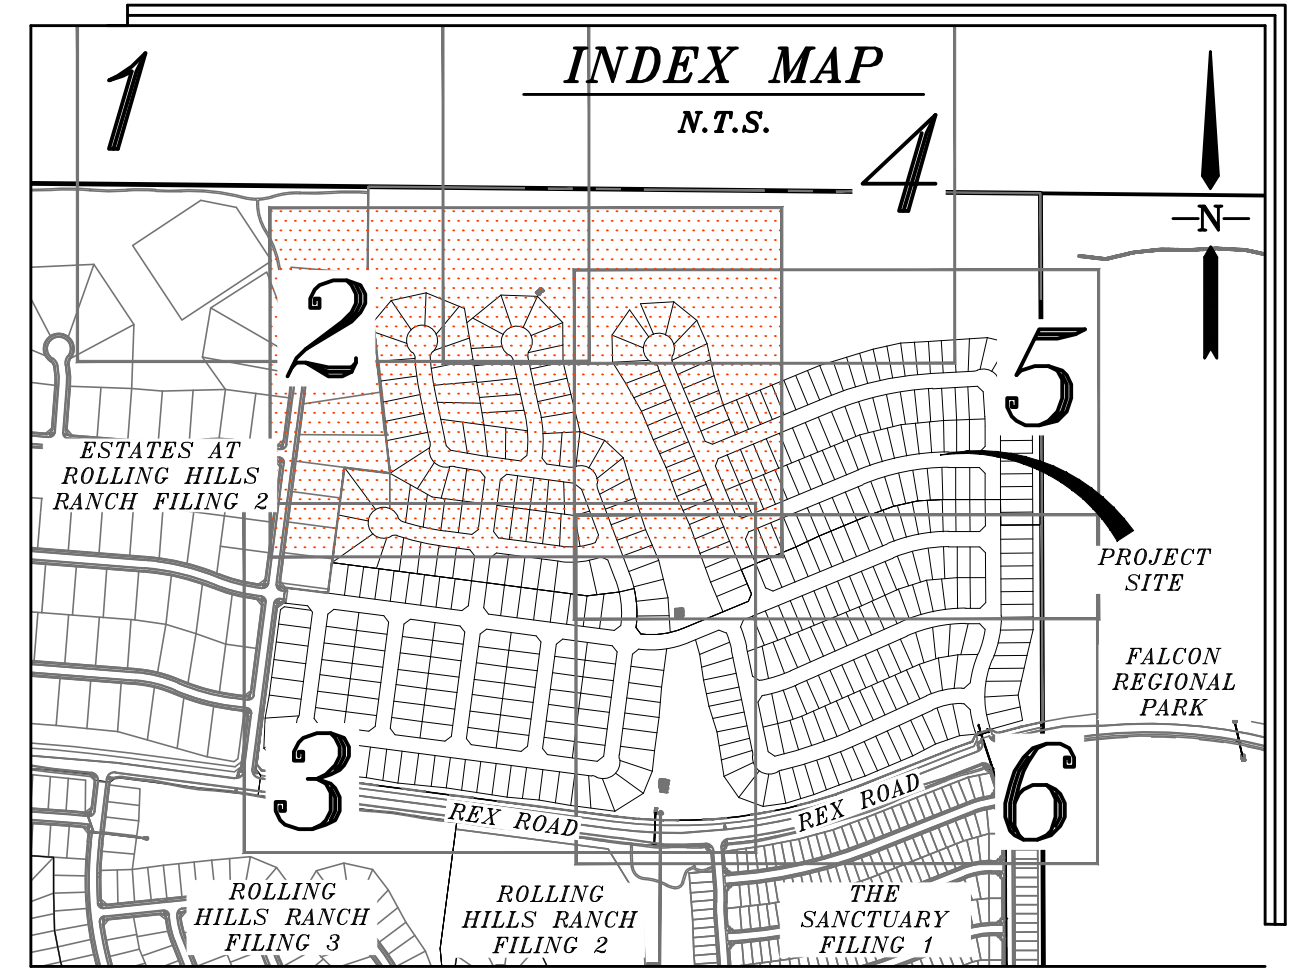 INDEX MAP
N.T.S.
1
4
N
2
5
ESTATES AT
ROLLING HILLS
RANCH FILING 2
PROJECT
SITE
FALCON
REGIONAL
PARK
3
6
REX ROAD
REX ROAD
ROLLING
HILLS RANCH
FILING 3
ROLLING
HILLS RANCH
FILING 2
THE
SANCTUARY
FILING 1